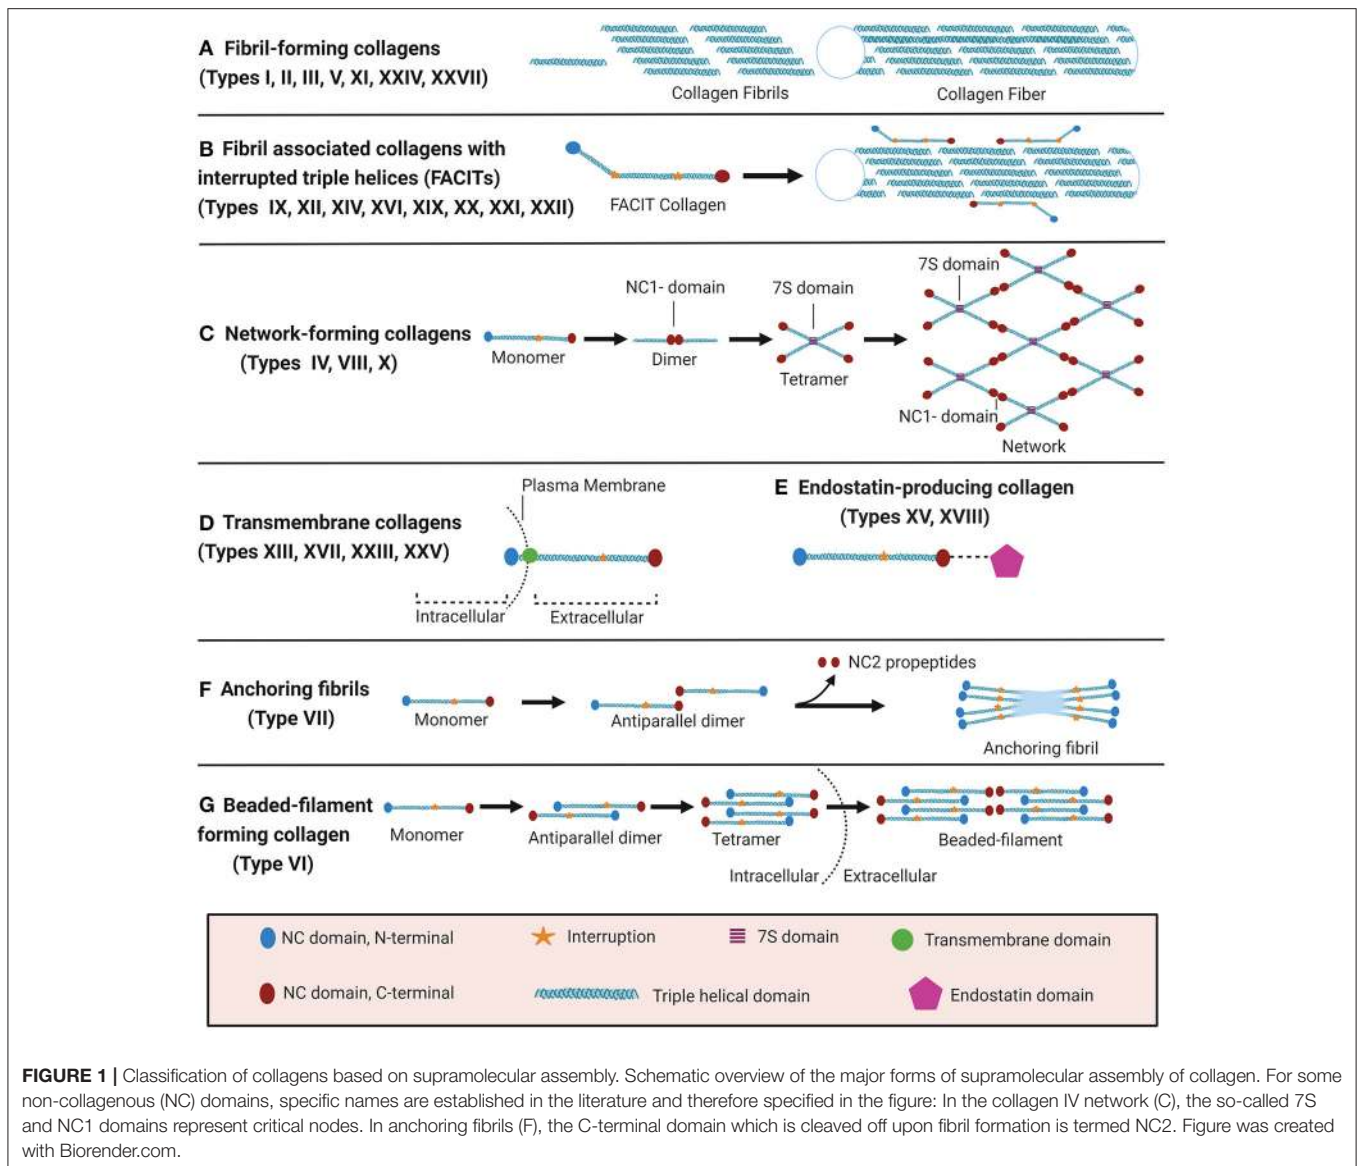 A Fibril-forming collagens
(Types I, II, III, V, XI, XXIV, XXVII)
Collagen Fibrils
Collagen Fiber
B Fibril associated collagens with
interrupted triple helices (FACITs)
(Types IX, XII, XIV, XVI, XIX, XX, XXI, XXII)
FACIT Collagen
C Network-forming collagens
(Types IV, VIII, X)
Monomer
NC1- domain
Dimer
7S domain
Tetramer
7S domain
NC1- domain
Network
D Transmembrane collagens
(Types XIII, XVII, XXIII, XXV)
Plasma Membrane
Intracellular
Extracellular
E Endostatin-producing collagen
(Types XV, XVIII)
F Anchoring fibrils
(Type VII)
Monomer
Antiparallel dimer
NC2 propeptides
Anchoring fibril
G Beaded-filament
forming collagen
(Type VI)
Monomer
Antiparallel dimer
Tetramer
Intracellular
Extracellular
Beaded-filament
NC domain, N-terminal
Interruption
7S domain
Transmembrane domain
NC domain, C-terminal
Triple helical domain
Endostatin domain
FIGURE 1 | Classification of collagens based on supramolecular assembly. Schematic overview of the major forms of supramolecular assembly of collagen. For some
non-collagenous (NC) domains, specific names are established in the literature and therefore specified in the figure: In the collagen IV network (C), the so-called 7S
and NC1 domains represent critical nodes. In anchoring fibrils (F), the C-terminal domain which is cleaved off upon fibril formation is termed NC2. Figure was created
with Biorender.com.